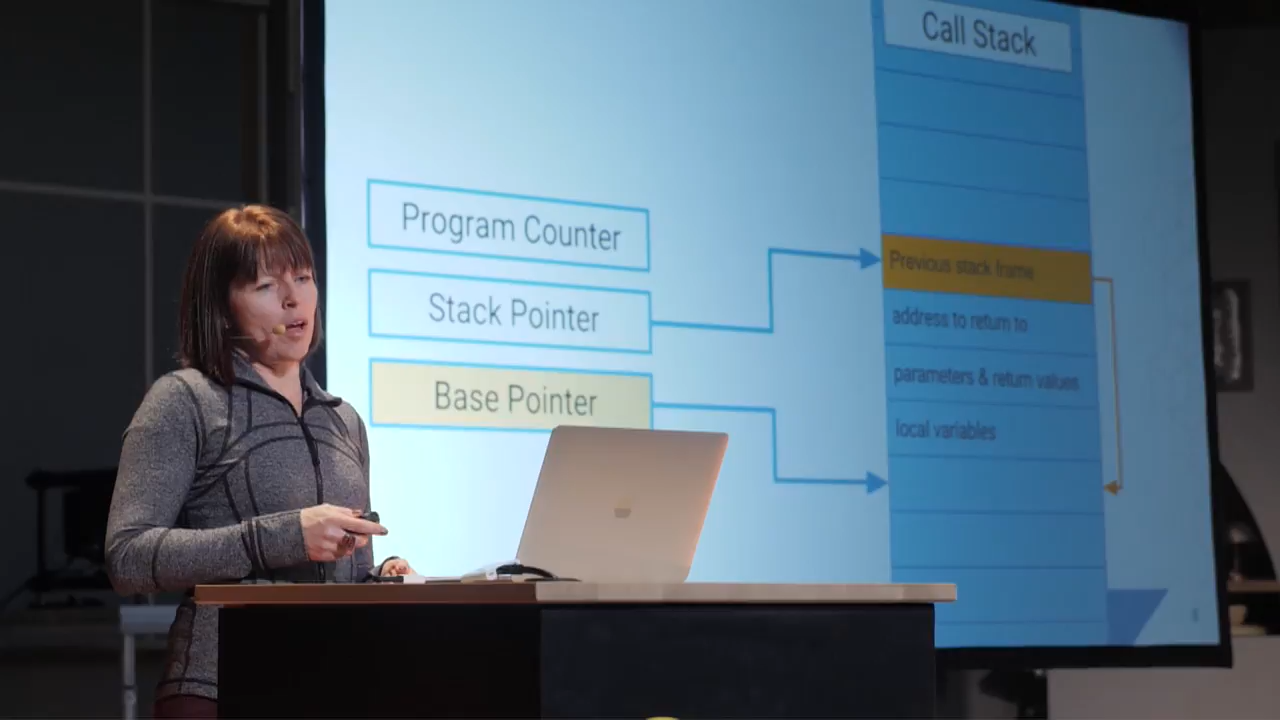 Call Stack
Program Counter
Stack Pointer
Base Pointer
Previous stack frame
address to return to
parameters & return values
local variables